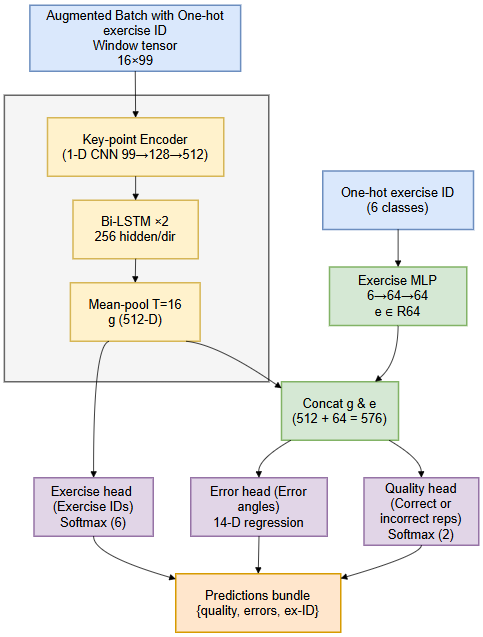 Augmented Batch with One-hot
exercise ID
Window tensor
16×99
Key-point Encoder
(1-D CNN 99→128→512)
Bi-LSTM ×2
256 hidden/dir
Mean-pool T=16
g (512-D)
One-hot exercise ID
(6 classes)
Exercise MLP
6→64→64
e ∈ R64
Concat g & e
(512 + 64 = 576)
Exercise head
(Exercise IDs)
Softmax (6)
Error head (Error
angles)
14-D regression
Quality head
(Correct or
incorrect reps)
Softmax (2)
Predictions bundle
{quality, errors, ex-ID}